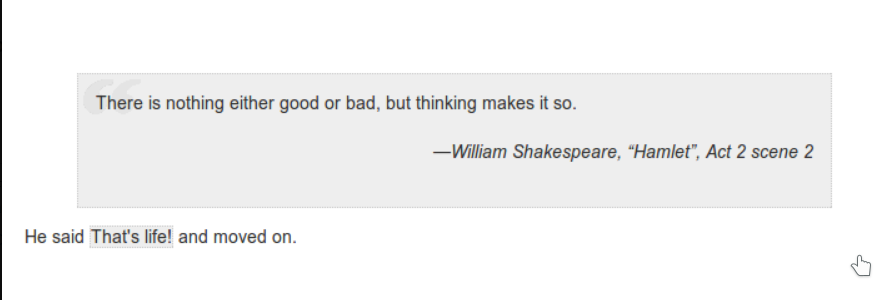 There is nothing either good or bad, but thinking makes it so.
—William Shakespeare, “Hamlet”, Act 2 scene 2
He said That's life! and moved on.